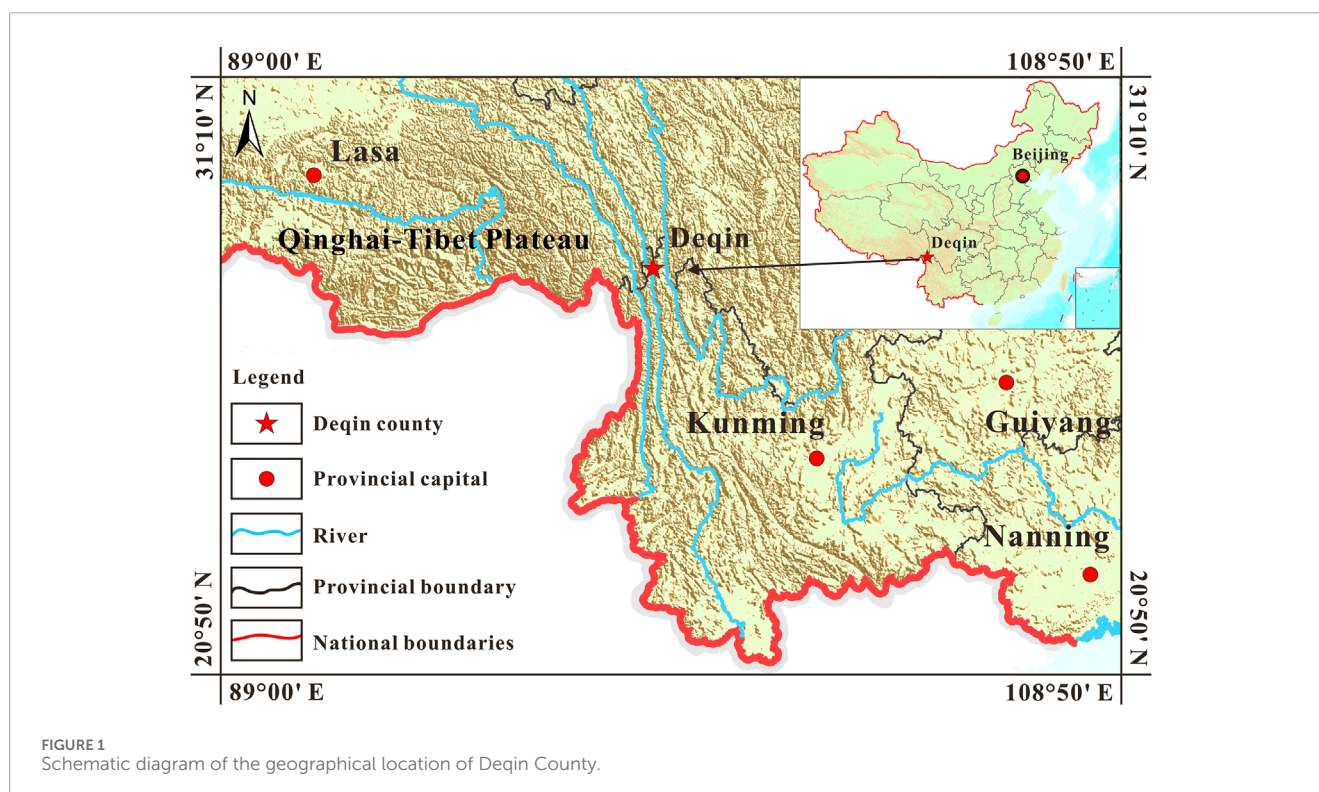 89°00' E
108°50' E
31°10' N
31°10' N
N
Lasa
Beijing
Qinghai-Tibet Plateau
Deqin
Deqin
Legend
Deqin county
Provincial capital
River
Provincial boundary
National boundaries
Kunming
Guiyang
Nanning
20°50' N
20°50' N
89°00' E
108°50' E
FIGURE 1
Schematic diagram of the geographical location of Deqin County.